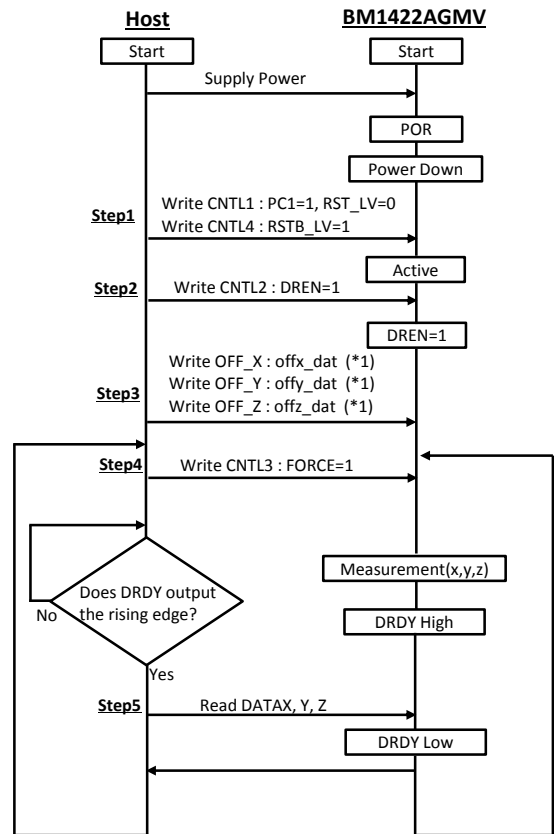 Host
BM1422AGMV
Start
Start
Supply Power
POR
Power Down
Step1
Write CNTL1 : PC1=1, RST_LV=0
Write CNTL4 : RSTB_LV=1
Active
Step2
Write CNTL2 : DREN=1
DREN=1
Step3
Write OFF_X : offx_dat (*1)
Write OFF_Y : offy_dat (*1)
Write OFF_Z : offz_dat (*1)
Step4
Write CNTL3 : FORCE=1
Measurement(x,y,z)
Does DRDY output
the rising edge?
No
DRDY High
Yes
Step5
Read DATAX, Y, Z
DRDY Low